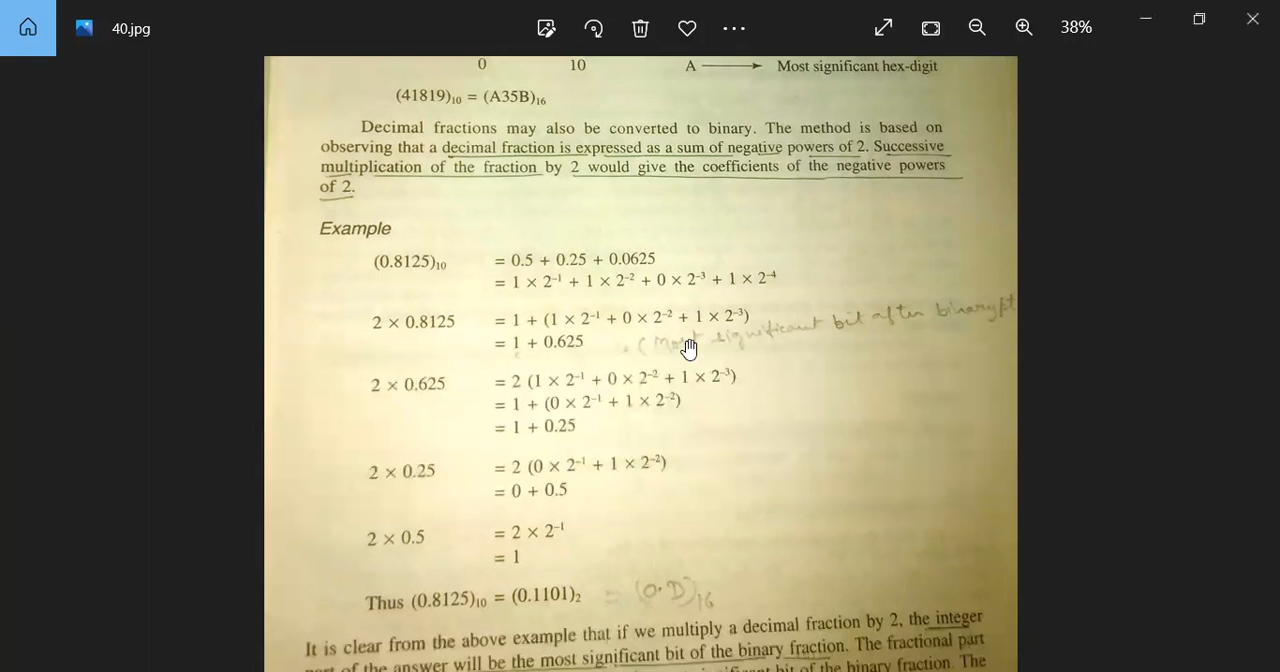 40.jpg
38%
0 10 A → Most significant hex-digit
(41819)₁₀ = (A35B)₁₆
Decimal fractions may also be converted to binary. The method is based on
observing that a decimal fraction is expressed as a sum of negative powers of 2. Successive
multiplication of the fraction by 2 would give the coefficients of the negative powers
of 2.
Example
(0.8125)₁₀ = 0.5 + 0.25 + 0.0625
= 1 × 2⁻¹ + 1 × 2⁻² + 0 × 2⁻³ + 1 × 2⁻⁴
2 × 0.8125 = 1 + (1 × 2⁻¹ + 0 × 2⁻² + 1 × 2⁻³)
= 1 + 0.625 (Most significant bit after binary pt
2 × 0.625 = 2 (1 × 2⁻¹ + 0 × 2⁻² + 1 × 2⁻³)
= 1 + (0 × 2⁻¹ + 1 × 2⁻²)
= 1 + 0.25
2 × 0.25 = 2 (0 × 2⁻¹ + 1 × 2⁻²)
= 0 + 0.5
2 × 0.5 = 2 × 2⁻¹
= 1
Thus (0.8125)₁₀ = (0.1101)₂ = (0.D)₁₆
It is clear from the above example that if we multiply a decimal fraction by 2, the integer
part of the answer will be the most significant bit of the binary fraction. The fractional part
bit of the binary fraction. The